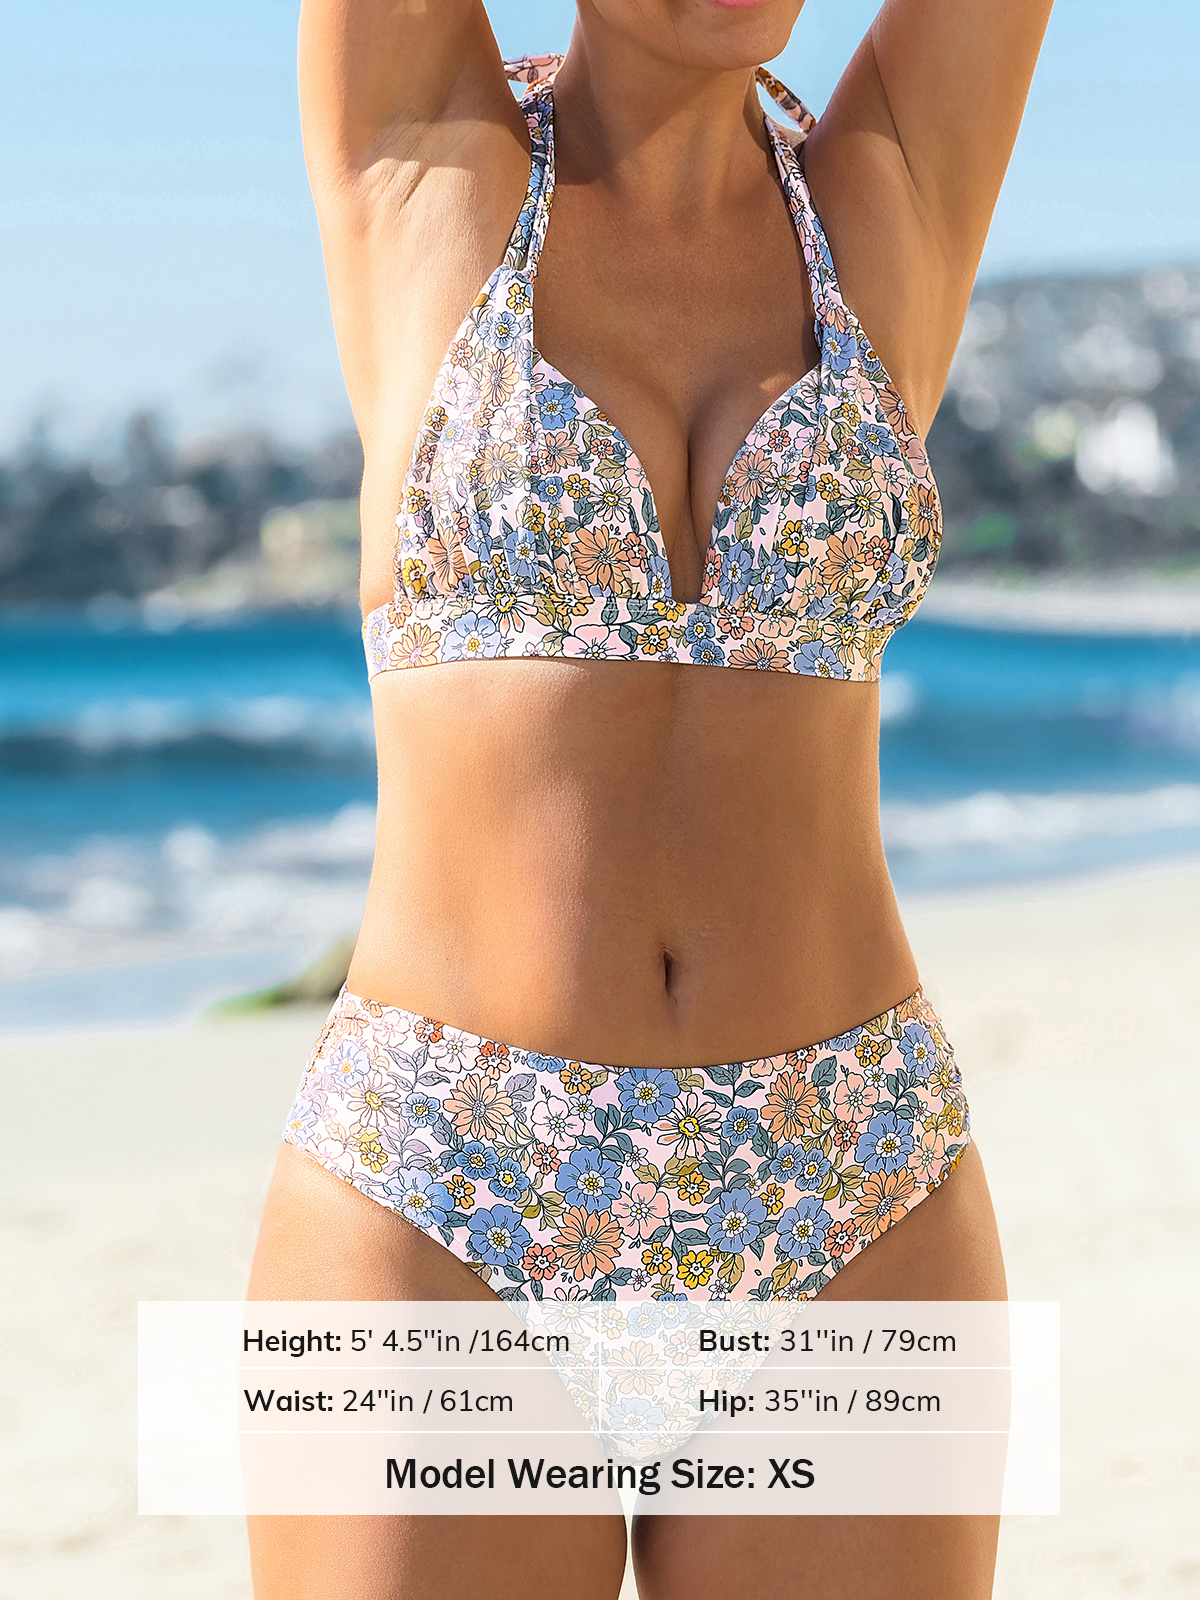 Height: 5' 4.5''in /164cm Bust: 31''in / 79cm
Waist: 24''in / 61cm Hip: 35''in / 89cm
Model Wearing Size: XS